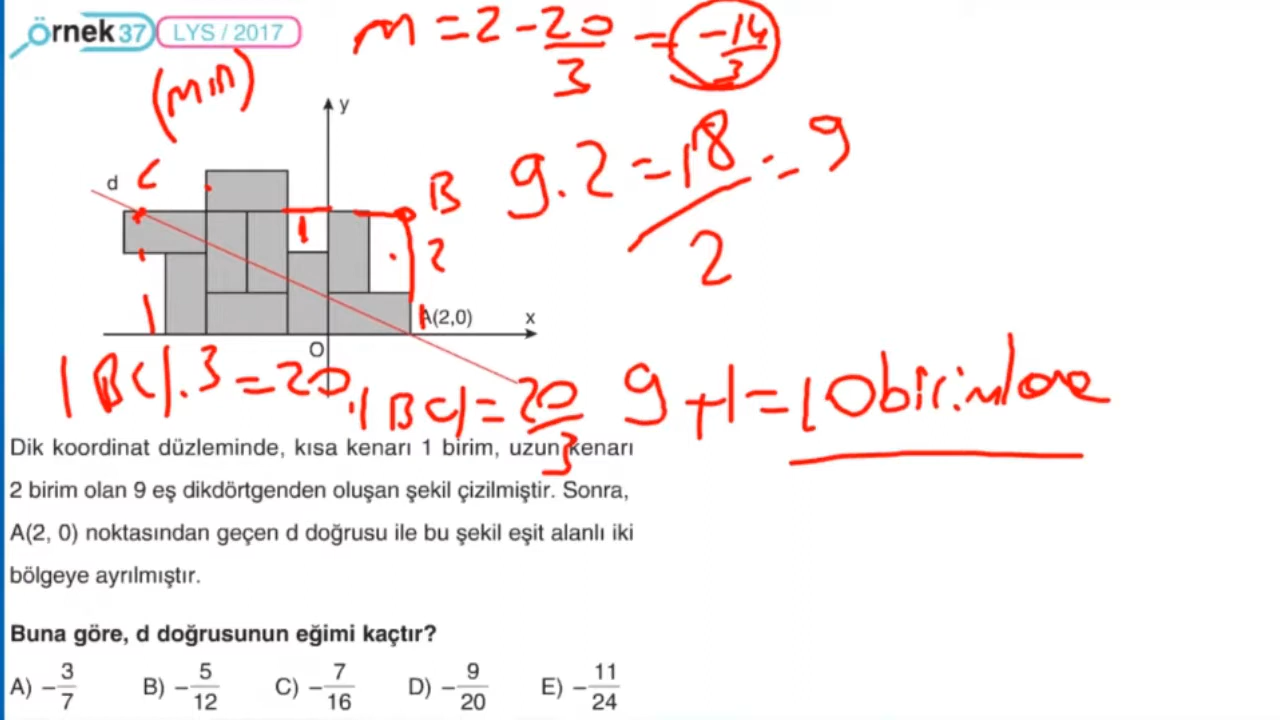 örnek 37 LYS / 2017
m = 2 - 20/3 = -14/3
(min)
y
d C
B
9.2 = 18/2 = 9
1
2
1
1
A(2,0)
x
O
|BC|.3 = 20
|BC| = 20/3
9+1=10 birimkare
Dik koordinat düzleminde, kısa kenarı 1 birim, uzun kenarı
2 birim olan 9 eş dikdörtgenden oluşan şekil çizilmiştir. Sonra,
A(2, 0) noktasından geçen d doğrusu ile bu şekil eşit alanlı iki
bölgeye ayrılmıştır.
Buna göre, d doğrusunun eğimi kaçtır?
A) -3/7 B) -5/12 C) -7/16 D) -9/20 E) -11/24